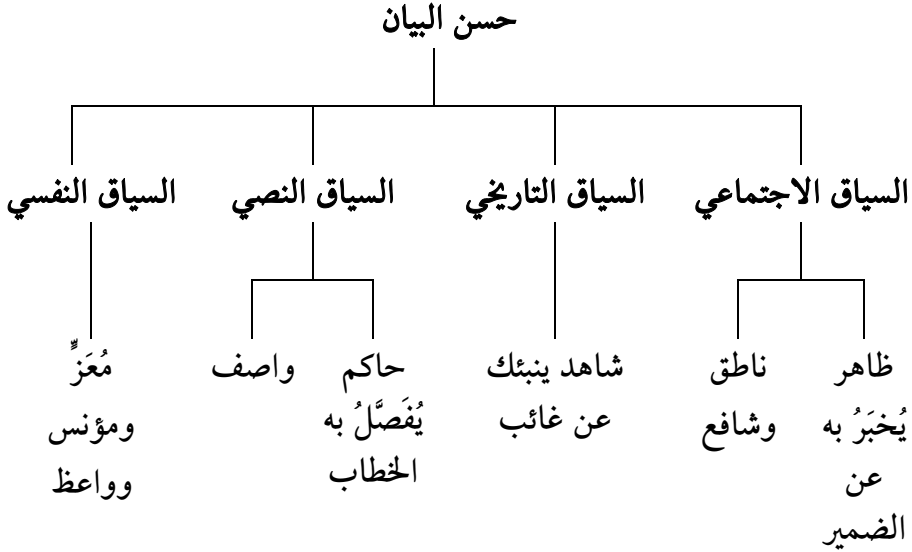 حسن البيان
السياق الاجتماعي
السياق التاريخي
السياق النصي
السياق النفسي
ظاهر
يُخبَرُ به
عن
الضمير
ناطق
وشافع
شاهد ينبئك
عن غائب
حاكم
يُفَصَّلُ به
الخطاب
واصف
مُعَزٍّ
ومؤنس
وواعظ